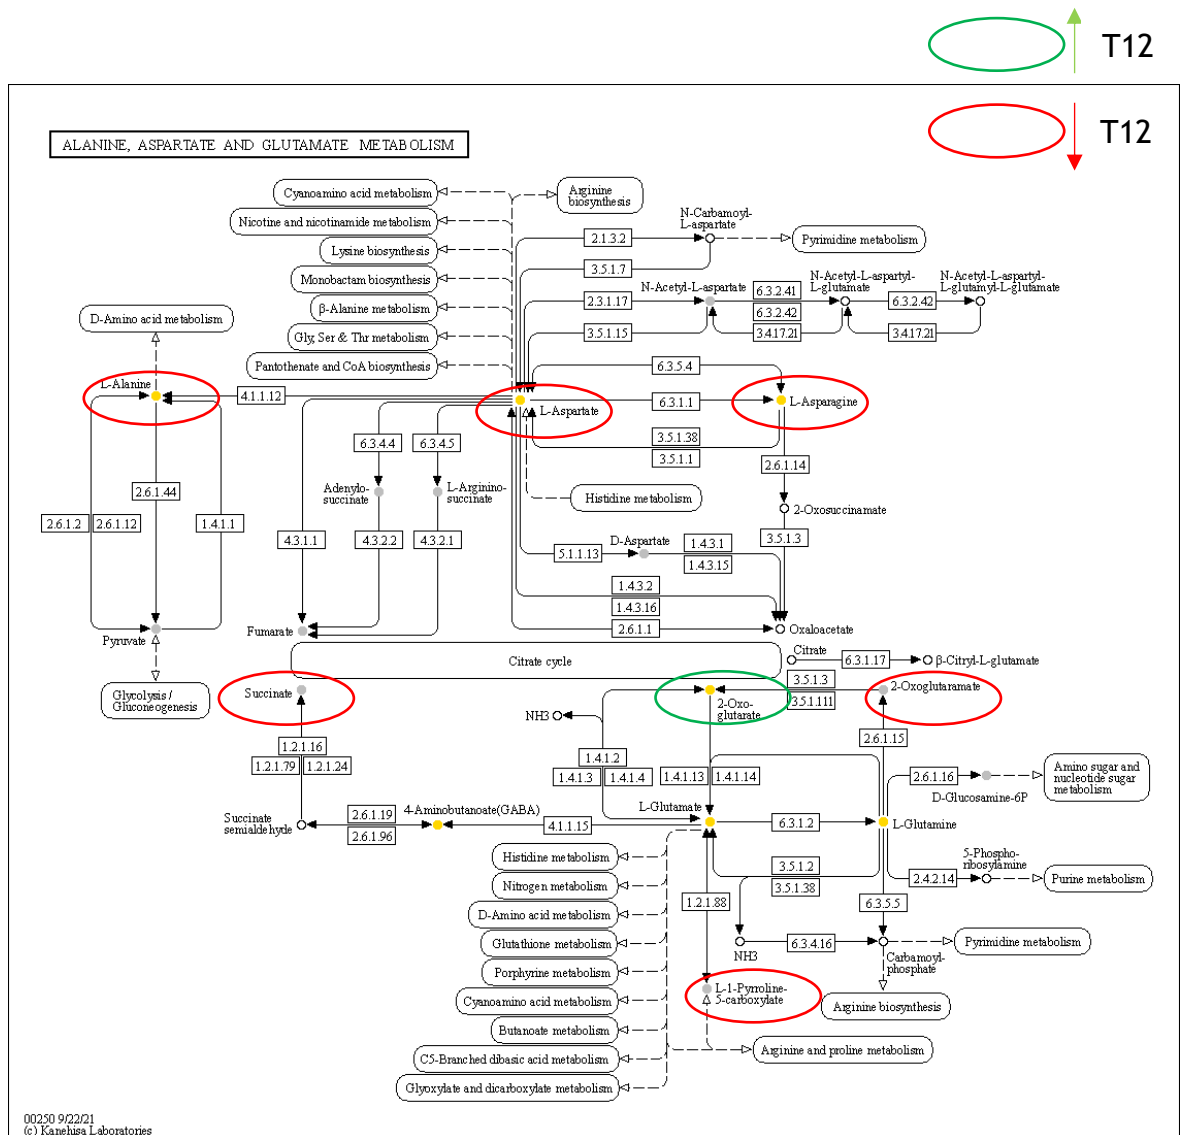 T12
T12
ALANINE, ASPARTATE AND GLUTAMATE METABOLISM
Cyanoamino acid metabolism
Arginine
biosynthesis
Nicotine and nicotinamide metabolism
N-Carbamoyl-
L-aspartate
2.1.3.2
Pyrimidine metabolism
Lysine biosynthesis
3.5.1.7
Monobactam biosynthesis
N-Acetyl-L-aspartate
6.3.2.41
N-Acetyl-L-aspartyl-
L-glutamate
N-Acetyl-L-aspartyl-
L-glutamyl-L-glutamate
2.3.1.17
6.3.2.42
6.3.2.42
β-Alanine metabolism
D-Amino acid metabolism
3.5.1.15
3.4.17.21
3.4.17.21
Gly, Ser & Thr metabolism
Pantothenate and CoA biosynthesis
6.3.5.4
L-Alanine
4.1.1.12
L-Aspartate
6.3.1.1
L-Asparagine
6.3.4.4
6.3.4.5
3.5.1.38
3.5.1.1
2.6.1.14
2.6.1.44
Adenylo-
succinate
L-Arginino-
succinate
Histidine metabolism
2-Oxosuccinamate
2.6.1.2
2.6.1.12
1.4.1.1
4.3.1.1
4.3.2.2
4.3.2.1
3.5.1.3
D-Aspartate
5.1.1.13
1.4.3.1
1.4.3.15
1.4.3.2
1.4.3.16
Pyruvate
Fumarate
2.6.1.1
Oxaloacetate
Citrate cycle
Citrate
6.3.1.17
β-Citryl-L-glutamate
Glycolysis /
Gluconeogenesis
Succinate
2-Oxo-
glutarate
3.5.1.3
3.5.1.111
2-Oxoglutaramate
NH3
1.2.1.16
1.2.1.79
1.2.1.24
1.4.1.2
1.4.1.3
1.4.1.4
1.4.1.13
1.4.1.14
2.6.1.15
2.6.1.16
D-Glucosamine-6P
Amino sugar and
nucleotide sugar
metabolism
Succinate
semialdehyde
2.6.1.19
2.6.1.96
4-Aminobutanoate(GABA)
4.1.1.15
L-Glutamate
6.3.1.2
L-Glutamine
Histidine metabolism
3.5.1.2
3.5.1.38
5-Phospho-
ribosylamine
2.4.2.14
Purine metabolism
Nitrogen metabolism
1.2.1.88
6.3.5.5
D-Amino acid metabolism
Glutathione metabolism
NH3
6.3.4.16
Carbamoyl-
phosphate
Pyrimidine metabolism
Porphyrine metabolism
L-1-Pyrroline-
5-carboxylate
Cyanoamino acid metabolism
Arginine biosynthesis
Butanoate metabolism
C5-Branched dibasic acid metabolism
Arginine and proline metabolism
Glyoxylate and dicarboxylate metabolism
00250 9/22/21
(c) Kanehisa Laboratories